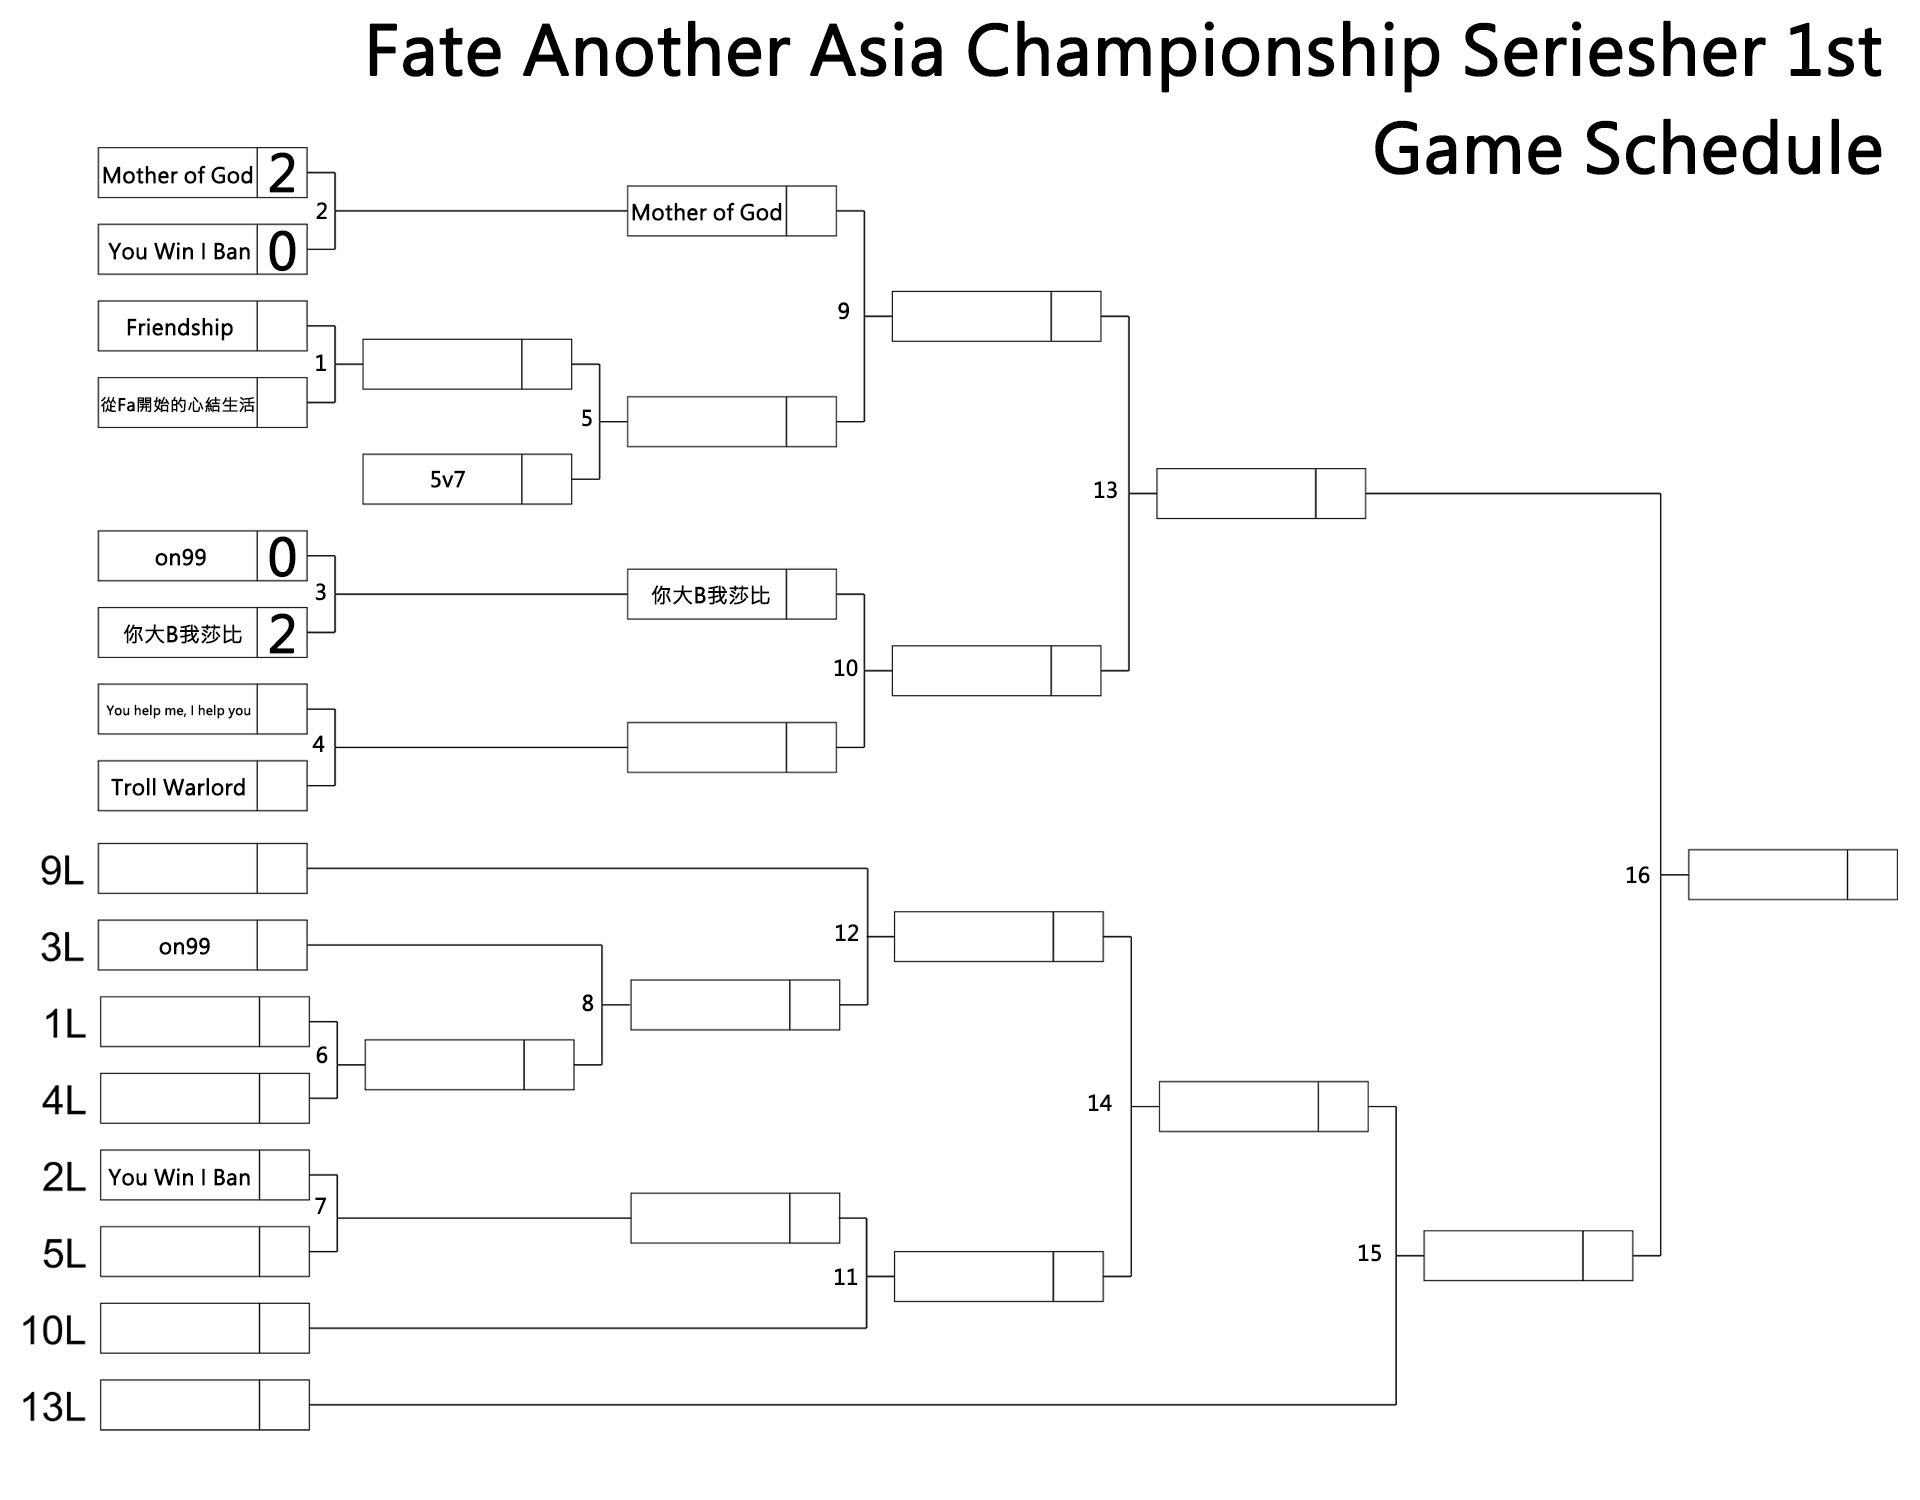 Fate Another Asia Championship Seriesher 1st
Game Schedule
Mother of God 2
2
You Win I Ban 0
Mother of God
Friendship
1
從Fa開始的心結生活
5
5v7
9
on99 0
3
你大B我莎比 2
你大B我莎比
You help me, I help you
4
Troll Warlord
10
13
9L
3L on99
1L
6
4L
8
12
2L You Win I Ban
7
5L
10L
11
14
13L
15
16